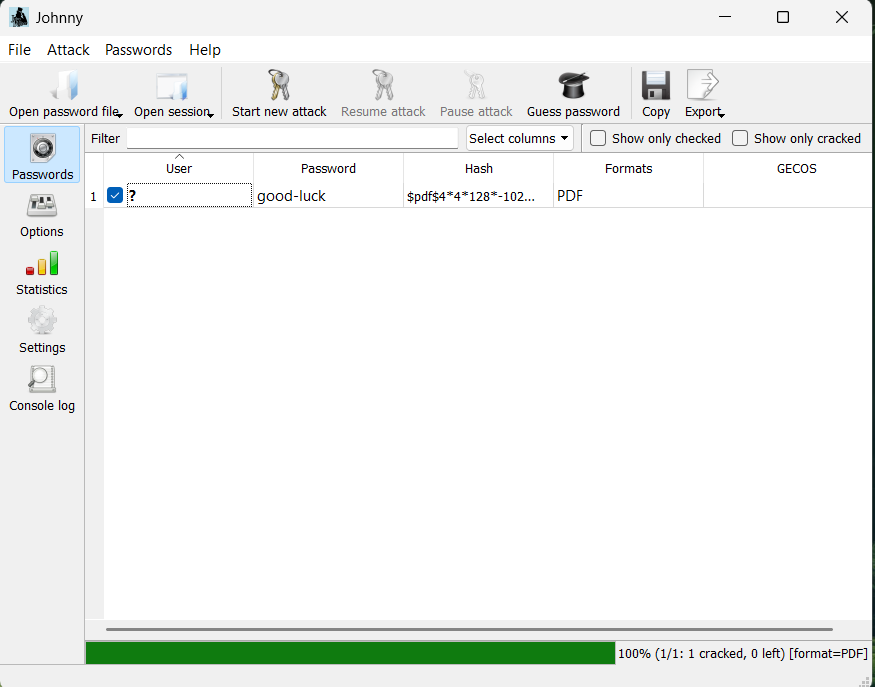 Johnny
File Attack Passwords Help
Open password file Open session Start new attack Resume attack Pause attack Guess password Copy Export
Passwords
Options
Statistics
Settings
Console log
Filter Select columns Show only checked Show only cracked
User Password Hash Formats GECOS
1 ? good-luck $pdf$4*4*128*-102... PDF
100% (1/1: 1 cracked, 0 left) [format=PDF]